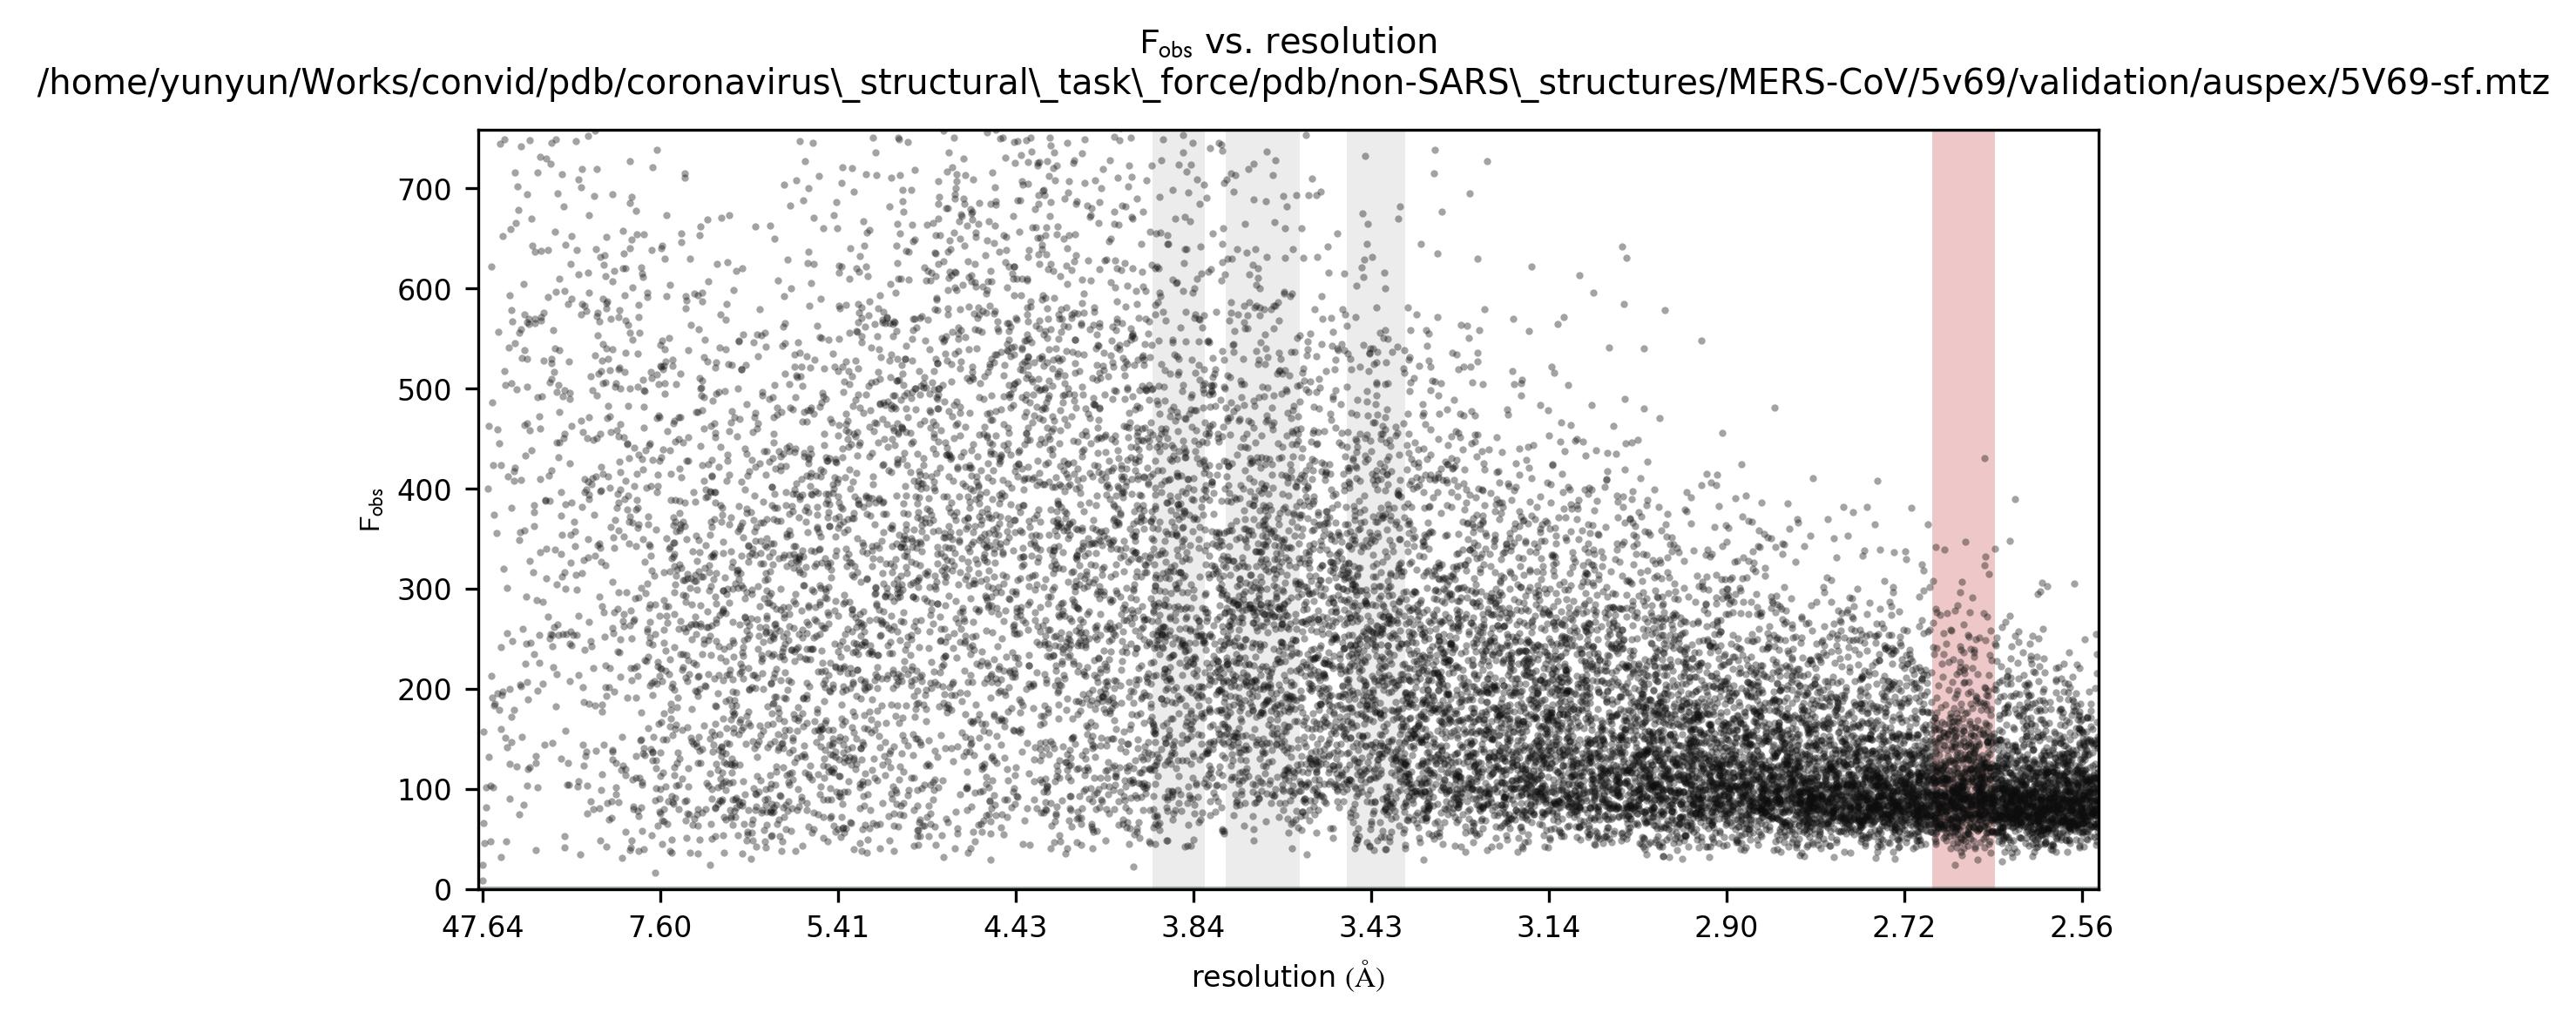 F_obs vs. resolution
/home/yunyun/Works/convid/pdb/coronavirus\_structural\_task\_force/pdb/non-SARS\_structures/MERS-CoV/5v69/validation/auspex/5V69-sf.mtz
700
600
500
400
300
200
100
0
F_obs
47.64 7.60 5.41 4.43 3.84 3.43 3.14 2.90 2.72 2.56
resolution (Å)